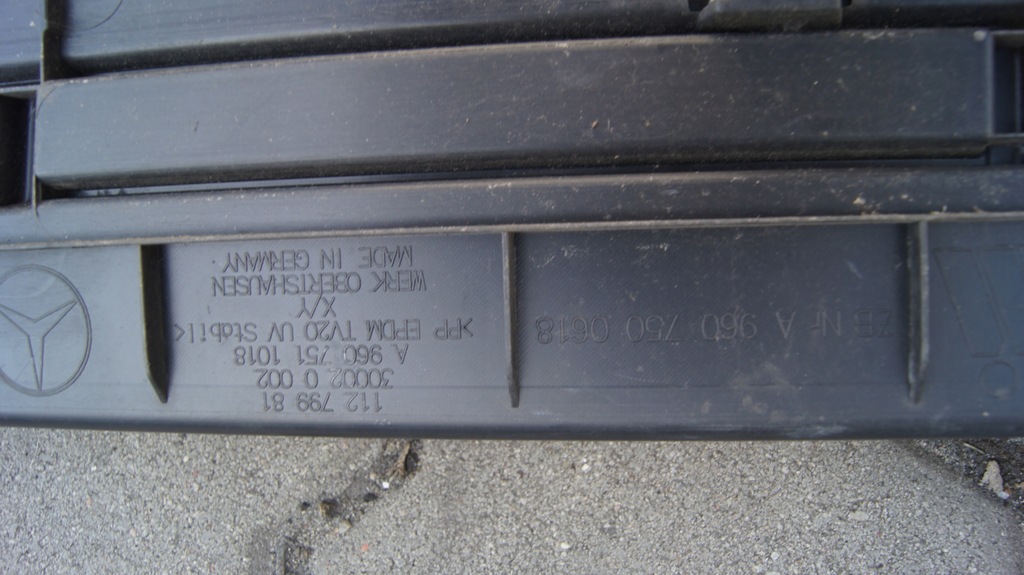 112 799 81
30002 0 002
A 960 751 1018
>PP EPDM TV20 UV Stabil<
X/Y
WERK OBERTSHAUSEN
MADE IN GERMANY
ZB Nr A 960 750 0618